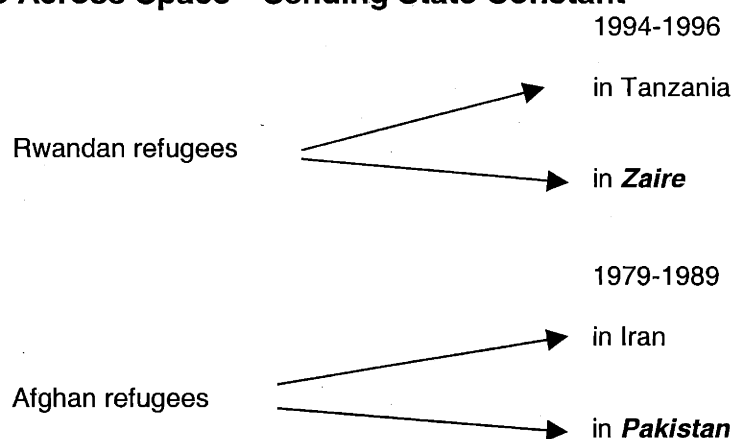 Across Space Sending State Constant
1994-1996
in Tanzania
Rwandan refugees
in Zaire
1979-1989
in Iran
Afghan refugees
in Pakistan